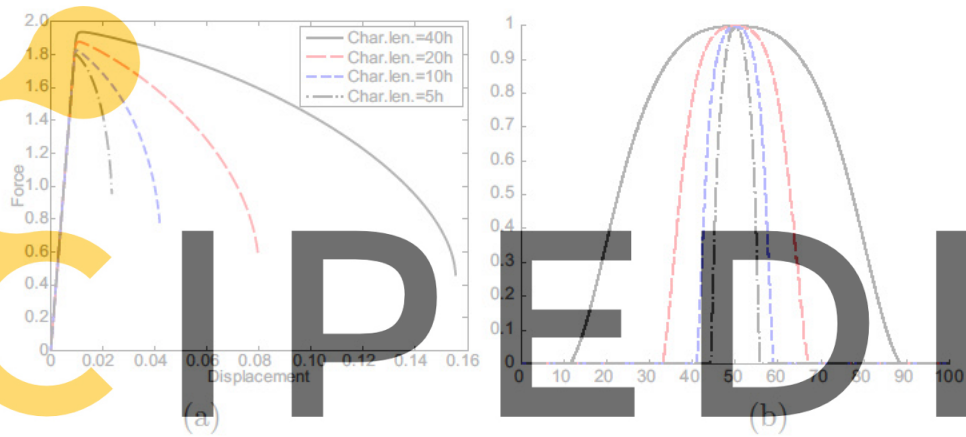 2.0
1.8
1.6
1.4
1.2
1.0
0.8
0.6
0.4
0.2
0
Force
Char.len.=40h
Char.len.=20h
Char.len.=10h
Char.len.=5h
0 0.02 0.04 0.06 0.08 0.10 0.12 0.14 0.16
Displacement
(a)
1
0.9
0.8
0.7
0.6
0.5
0.4
0.3
0.2
0.1
0
0 10 20 30 40 50 60 70 80 90 100
(b)
CIPEDI